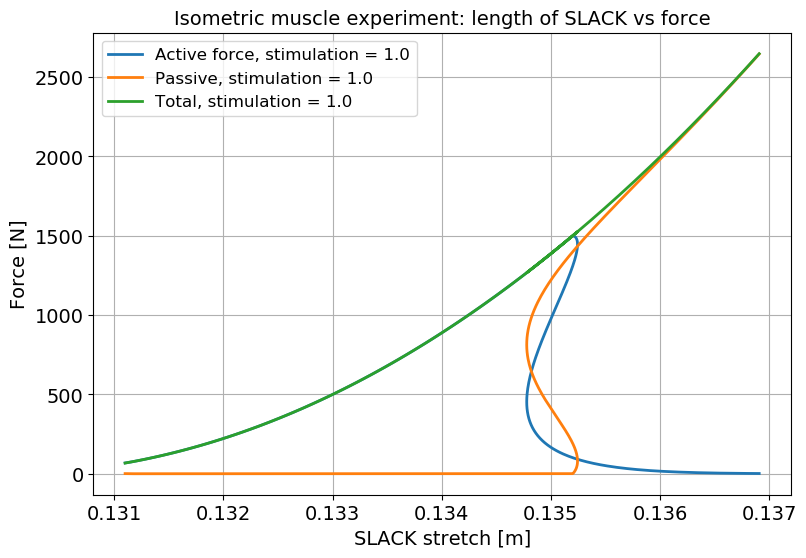 Isometric muscle experiment: length of SLACK vs force
Active force, stimulation = 1.0
Passive, stimulation = 1.0
Total, stimulation = 1.0
Force [N]
2500
2000
1500
1000
500
0
0.131 0.132 0.133 0.134 0.135 0.136 0.137
SLACK stretch [m]